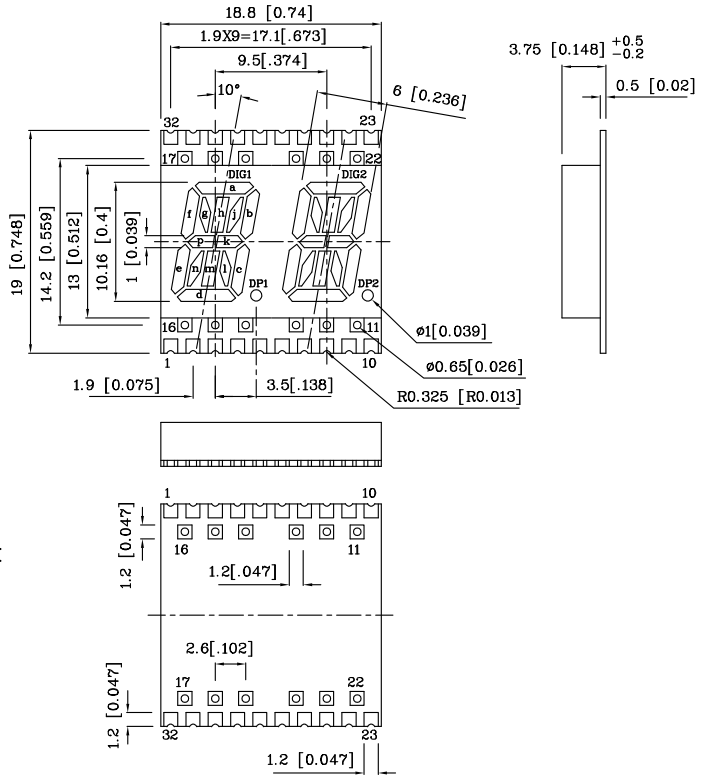 18.8 [0.74]
1.9X9=17.1[.673]
9.5[.374]
10°
6 [0.236]
3.75 [0.148] +0.5 -0.2
0.5 [0.02]
32
23
17
22
DIG1
DIG2
a
f g h j b
p k
e n m l c
d
DP1
DP2
19 [0.748]
14.2 [0.559]
13 [0.512]
10.16 [0.4]
1 [0.039]
16
11
1
10
ø1[0.039]
ø0.65[0.026]
R0.325 [R0.013]
1.9 [0.075]
3.5[.138]
1
10
16
11
1.2 [0.047]
1.2[.047]
2.6[.102]
17
22
1.2 [0.047]
32
23
1.2 [0.047]